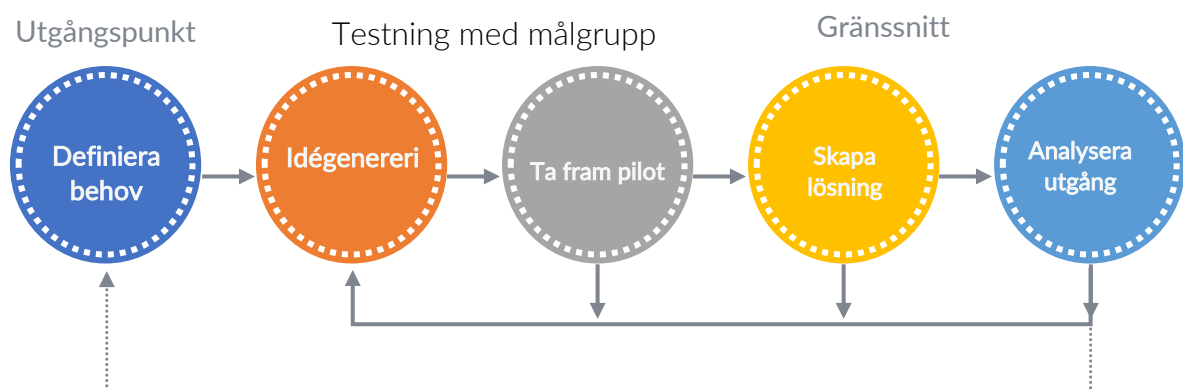 Utgångspunkt
Testning med målgrupp
Gränssnitt
Definiera
behov
Idégenereri
Ta fram pilot
Skapa
lösning
Analysera
utgång